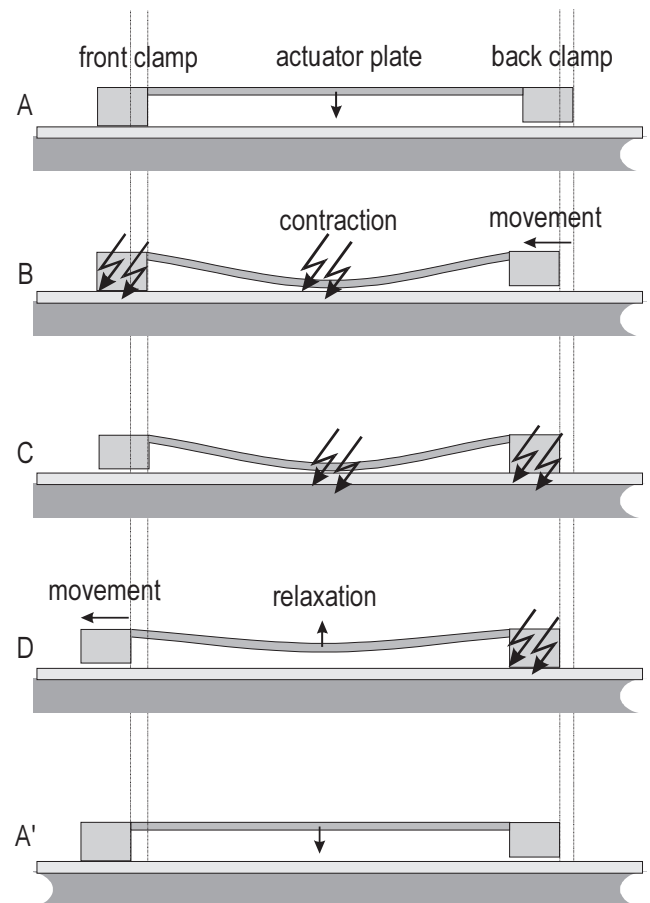 front clamp actuator plate back clamp
A
contraction movement
B
C
movement relaxation
D
A'